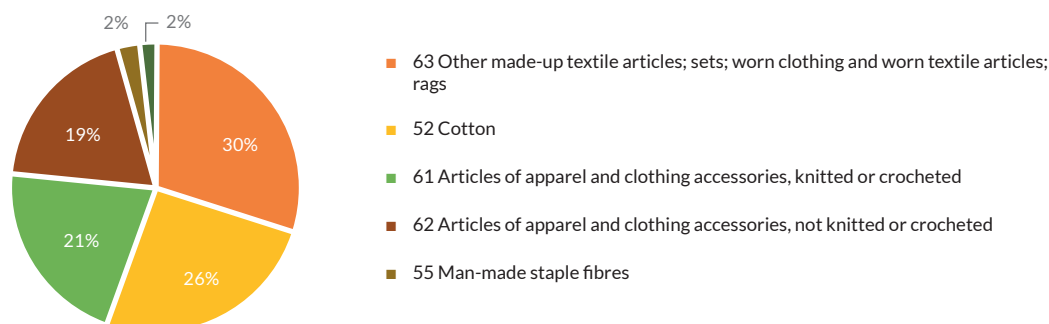 2%
2%
30%
19%
21%
26%
63 Other made-up textile articles; sets; worn clothing and worn textile articles;
rags
52 Cotton
61 Articles of apparel and clothing accessories, knitted or crocheted
62 Articles of apparel and clothing accessories, not knitted or crocheted
55 Man-made staple fibres